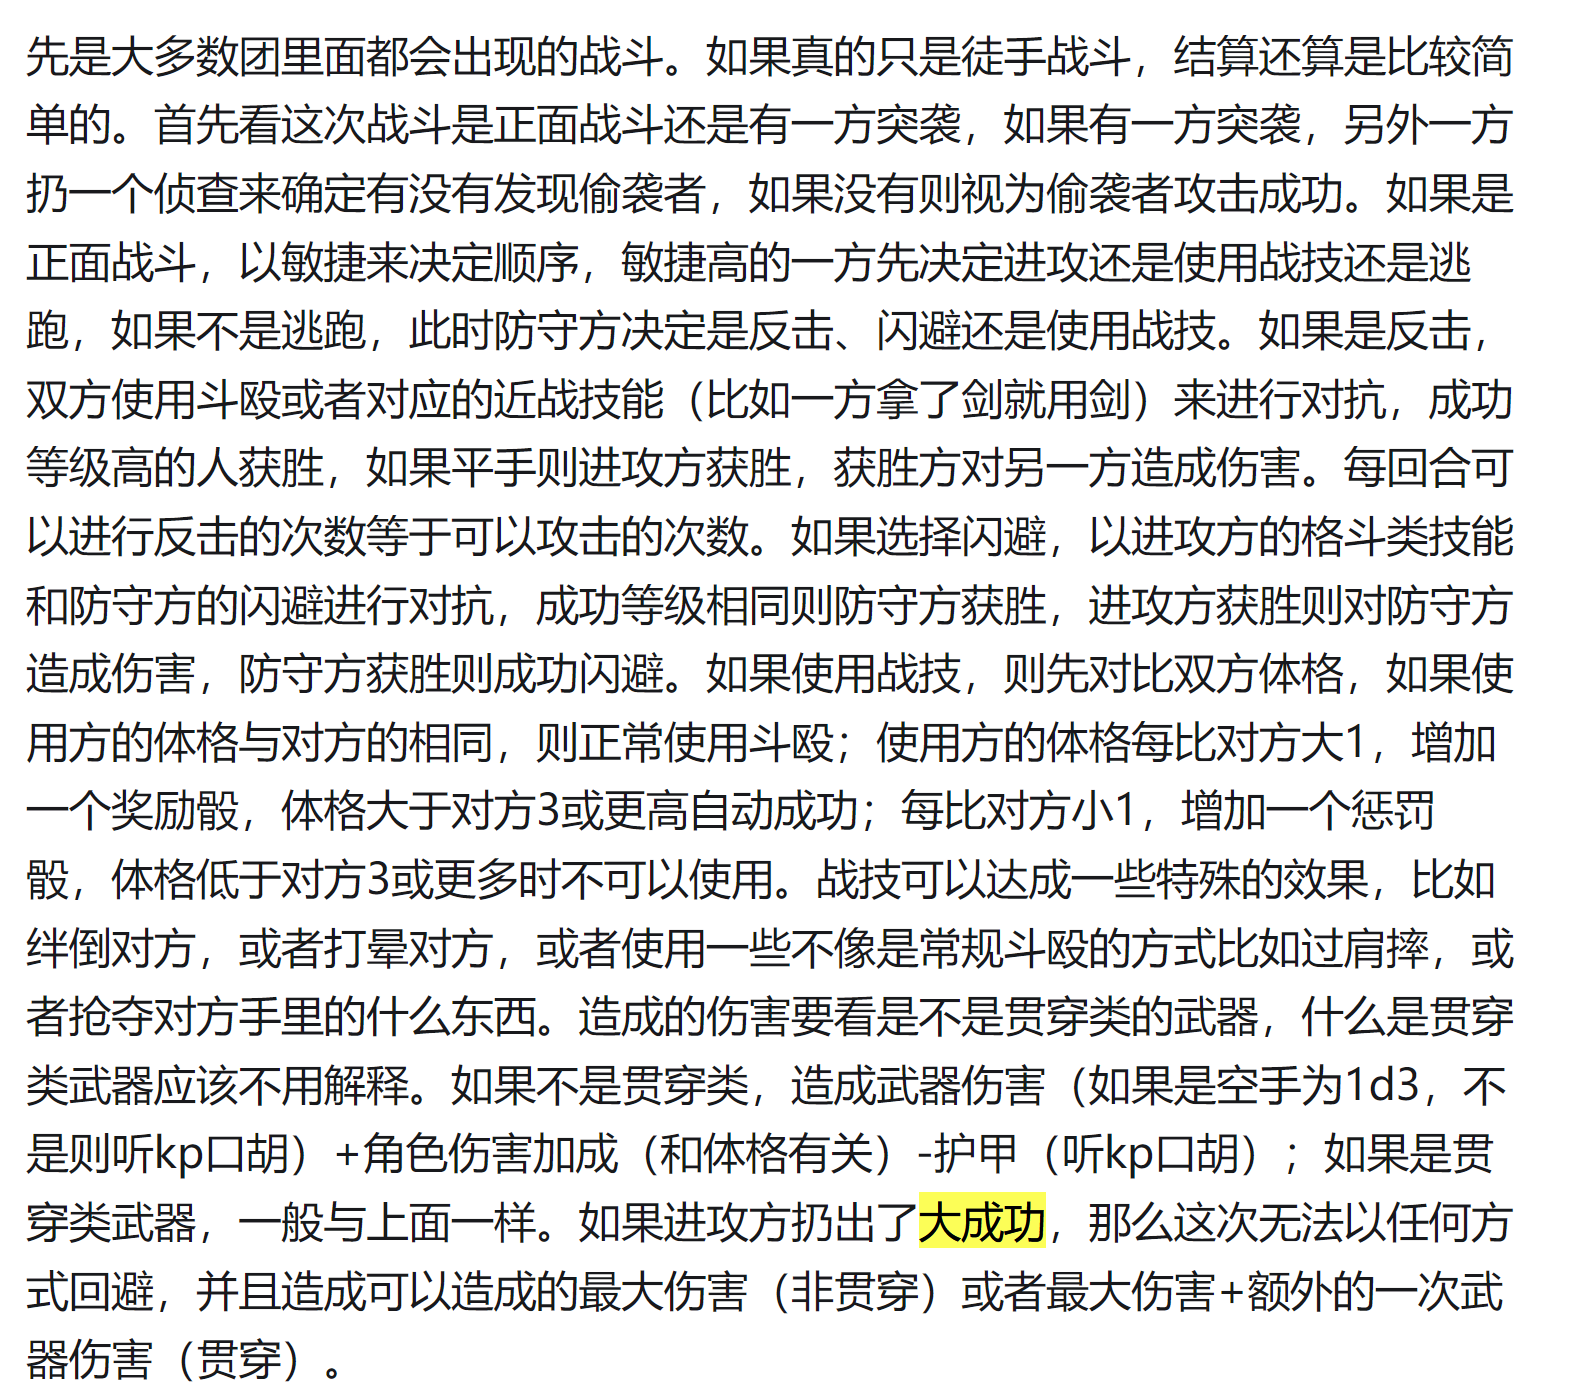 先是大多数团里面都会出现的战斗。如果真的只是徒手战斗，结算还算是比较简
单的。首先看这次战斗是正面战斗还是有一方突袭，如果有一方突袭，另外一方
扔一个侦查来确定有没有发现偷袭者，如果没有则视为偷袭者攻击成功。如果是
正面战斗，以敏捷来决定顺序，敏捷高的一方先决定进攻还是使用战技还是逃
跑，如果不是逃跑，此时防守方决定是反击、闪避还是使用战技。如果是反击，
双方使用斗殴或者对应的近战技能（比如一方拿了剑就用剑）来进行对抗，成功
等级高的人获胜，如果平手则进攻方获胜，获胜方对另一方造成伤害。每回合可
以进行反击的次数等于可以攻击的次数。如果选择闪避，以进攻方的格斗类技能
和防守方的闪避进行对抗，成功等级相同则防守方获胜，进攻方获胜则对防守方
造成伤害，防守方获胜则成功闪避。如果使用战技，则先对比双方体格，如果使
用方的体格与对方的相同，则正常使用斗殴；使用方的体格每比对方大1，增加
一个奖励骰，体格大于对方3或更高自动成功；每比对方小1，增加一个惩罚
骰，体格低于对方3或更多时不可以使用。战技可以达成一些特殊的效果，比如
绊倒对方，或者打晕对方，或者使用一些不像是常规斗殴的方式比如过肩摔，或
者抢夺对方手里的什么东西。造成的伤害要看是不是贯穿类的武器，什么是贯穿
类武器应该不用解释。如果不是贯穿类，造成武器伤害（如果是空手为1d3，不
是则听kp口胡）+角色伤害加成（和体格有关）-护甲（听kp口胡）；如果是贯
穿类武器，一般与上面一样。如果进攻方扔出了大成功，那么这次无法以任何方
式回避，并且造成可以造成的最大伤害（非贯穿）或者最大伤害+额外的一次武
器伤害（贯穿）。